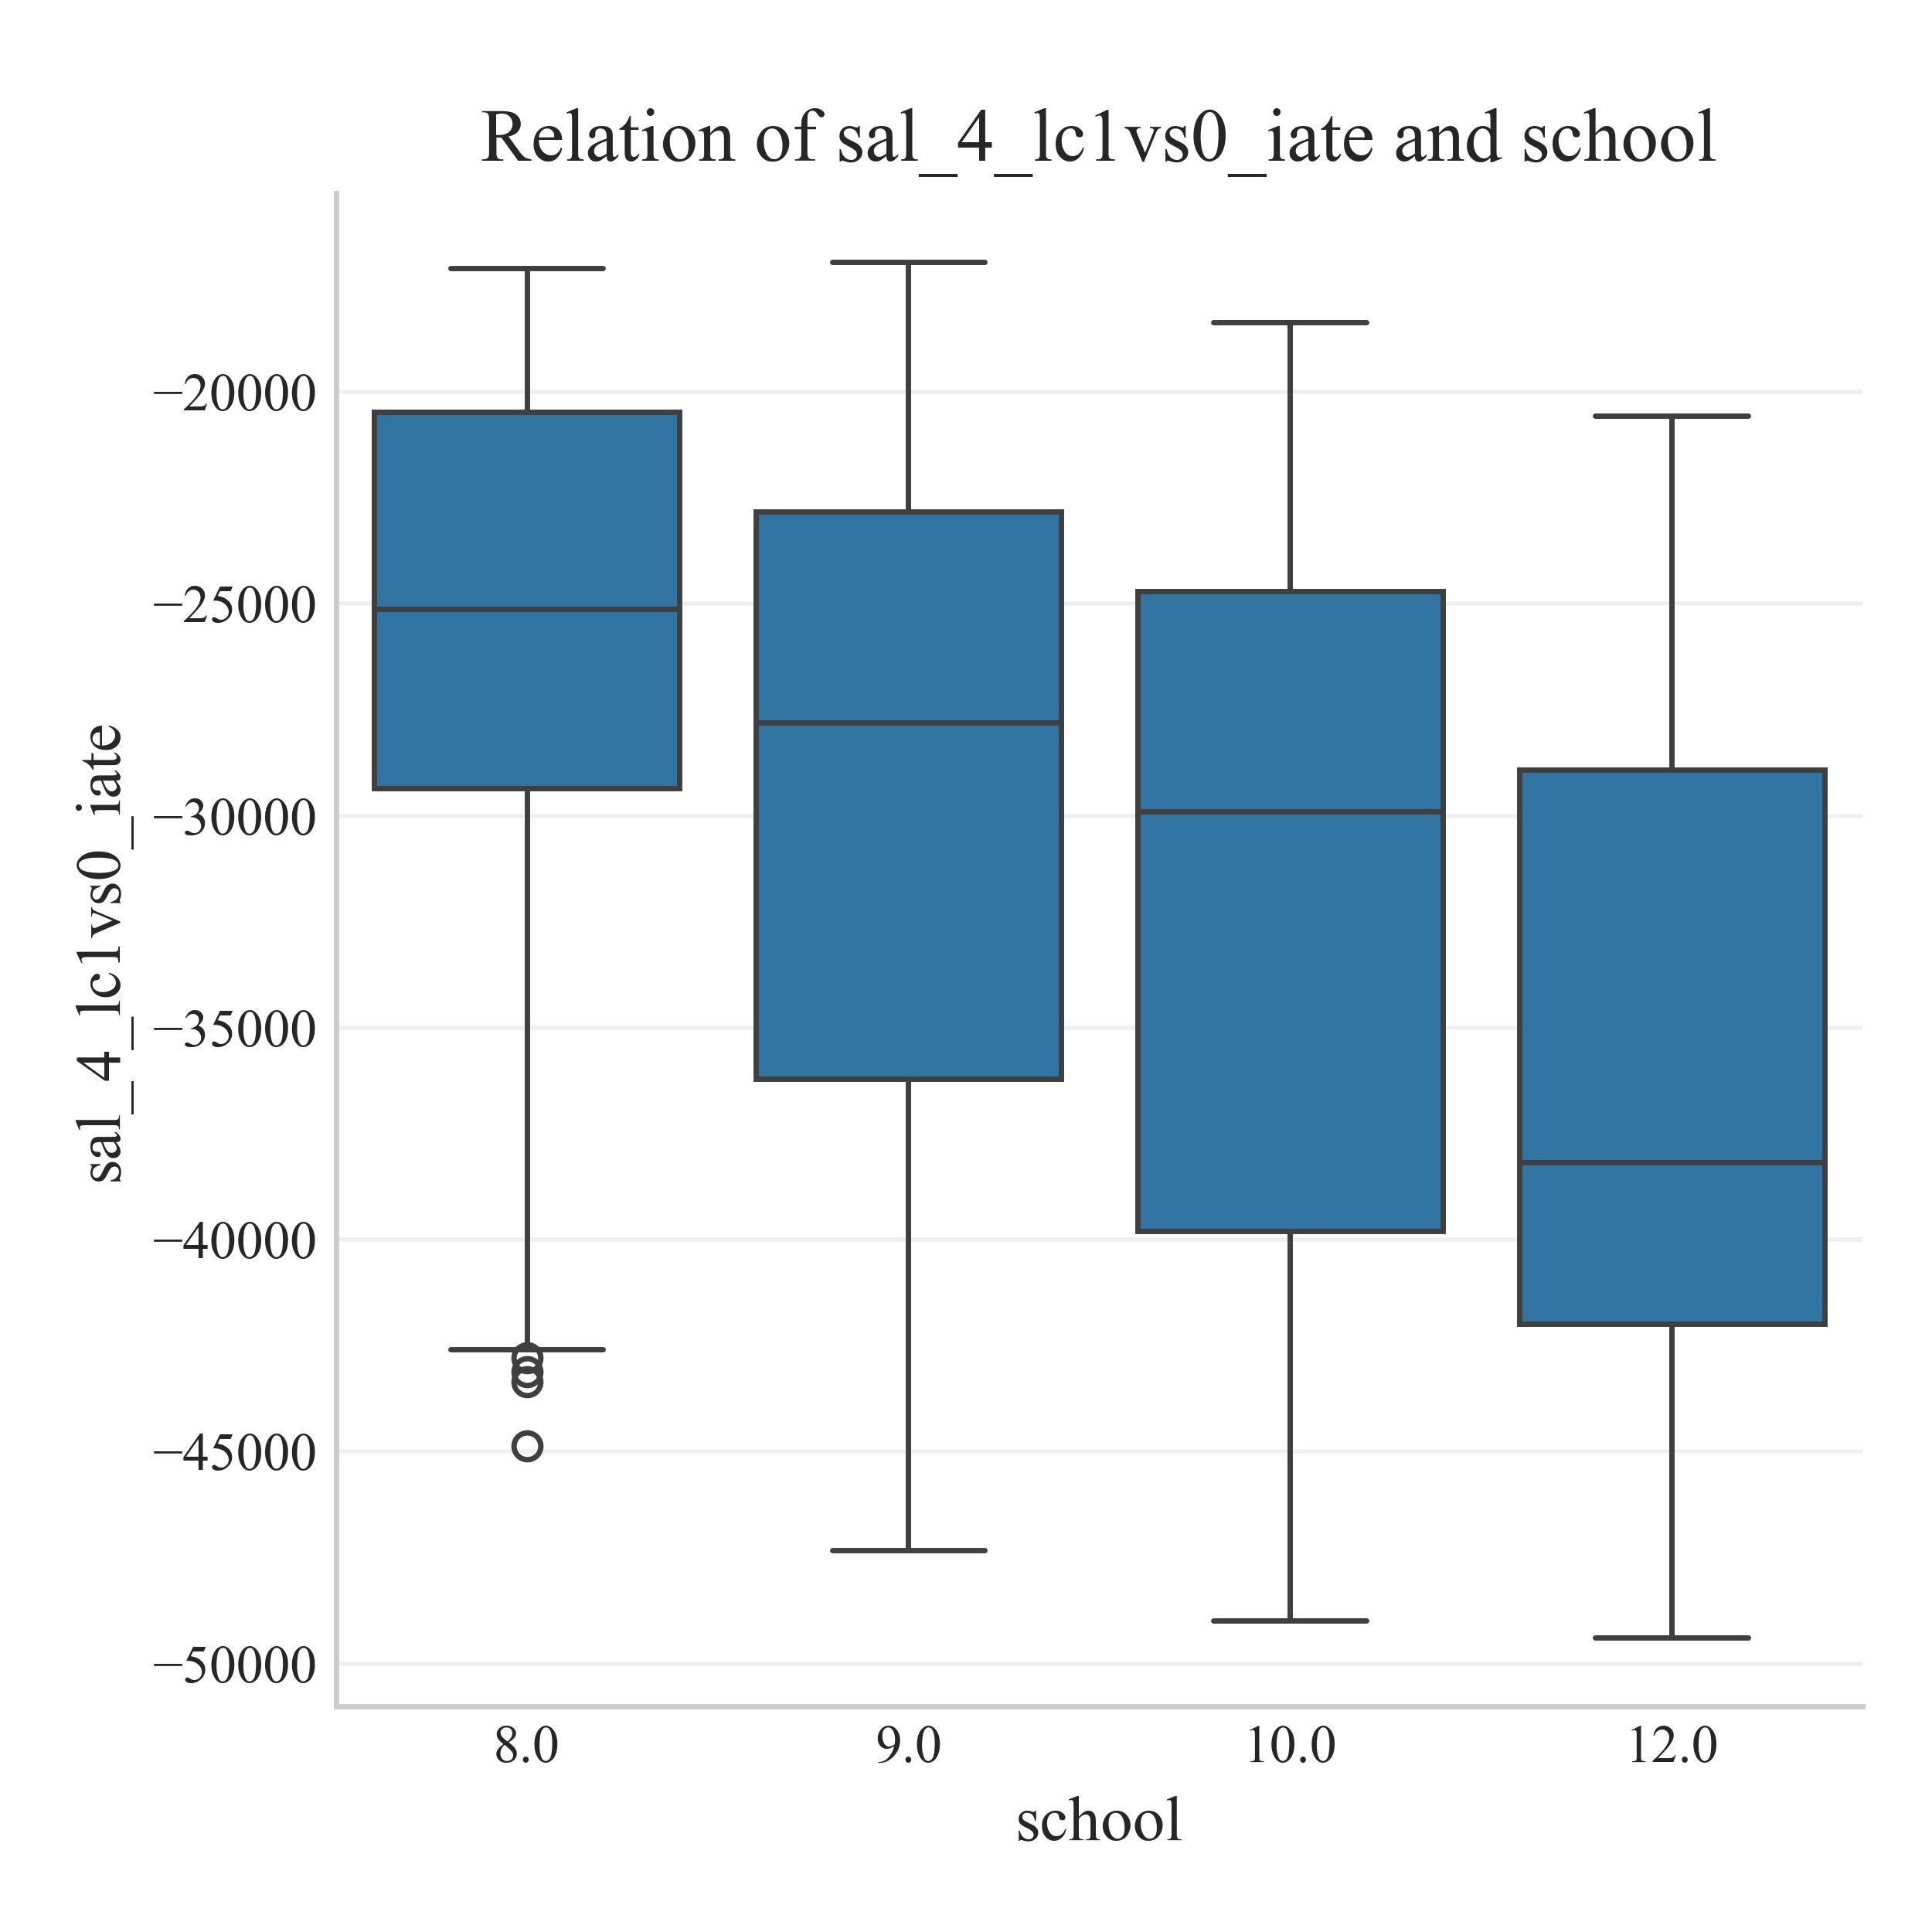 Relation of sal_4_lc1vs0_iate and school
sal_4_lc1vs0_iate
−20000
−25000
−30000
−35000
−40000
−45000
−50000
8.0 9.0 10.0 12.0
school